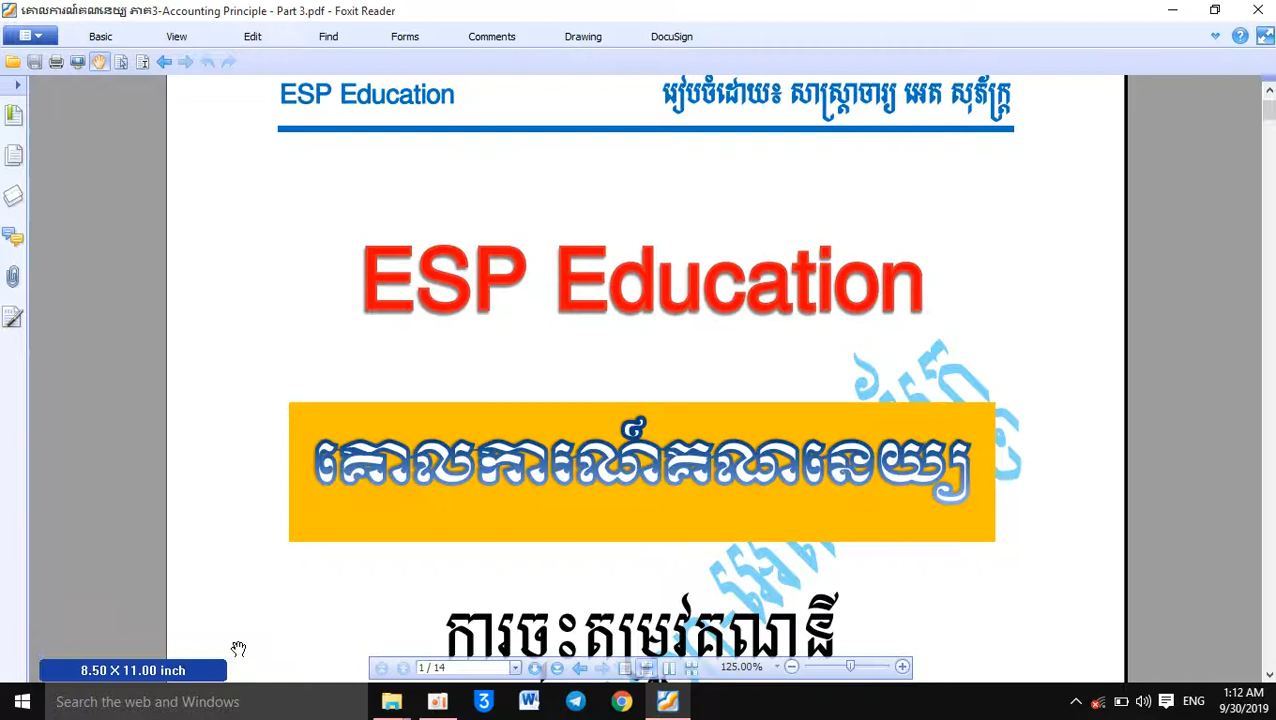 គោលការណ៍គណនេយ្យ ភាគ3-Accounting Principle - Part 3.pdf - Foxit Reader
Basic View Edit Find Forms Comments Drawing DocuSign
ESP Education រៀបចំដោយ៖ សាស្ត្រាចារ្យ អេត សុភ័ក្ត្រ
ESP Education
គោលការណ៍គណនេយ្យ
ការចុះតម្រូវគណនី
8.50 X 11.00 inch 1 / 14 125.00%
Search the web and Windows ENG 1:12 AM
9/30/2019